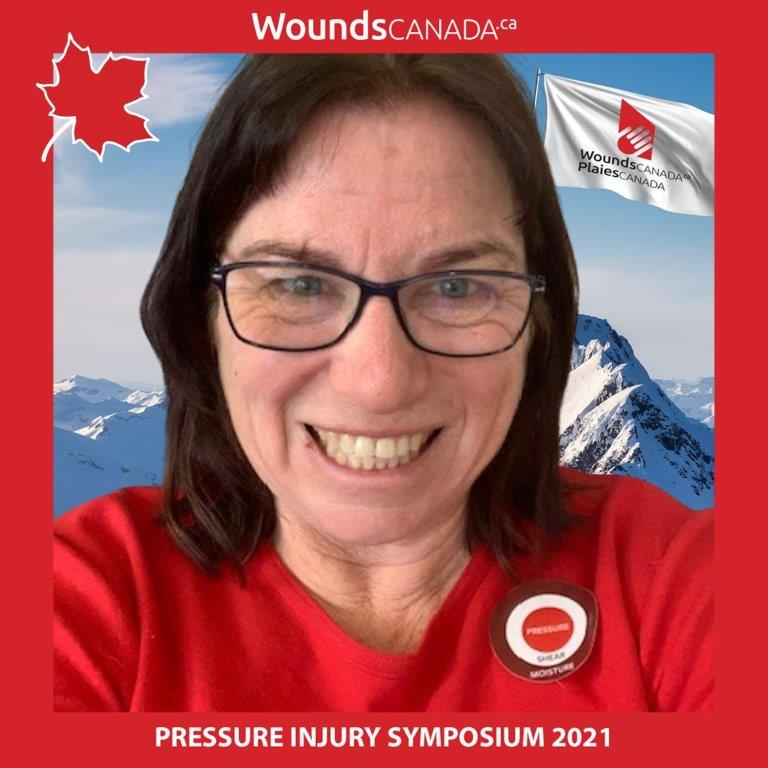 WoundsCANADA.ca
WoundsCANADA.ca
PlaiesCANADA
PRESSURE
SHEAR
MOISTURE
PRESSURE INJURY SYMPOSIUM 2021